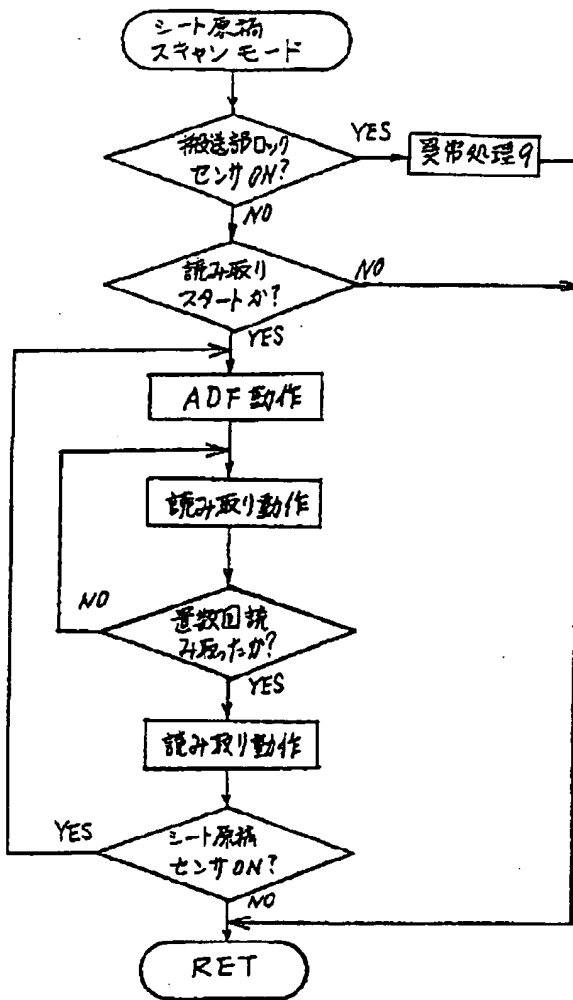 シート原稿
スキャンモード
搬送部ロック
センサON?
YES
異常処理9
NO
読み取り
スタートか?
NO
YES
ADF動作
読み取り動作
NO
置数回読
み取ったか?
YES
読み取り動作
YES
シート原稿
センサON?
NO
RET